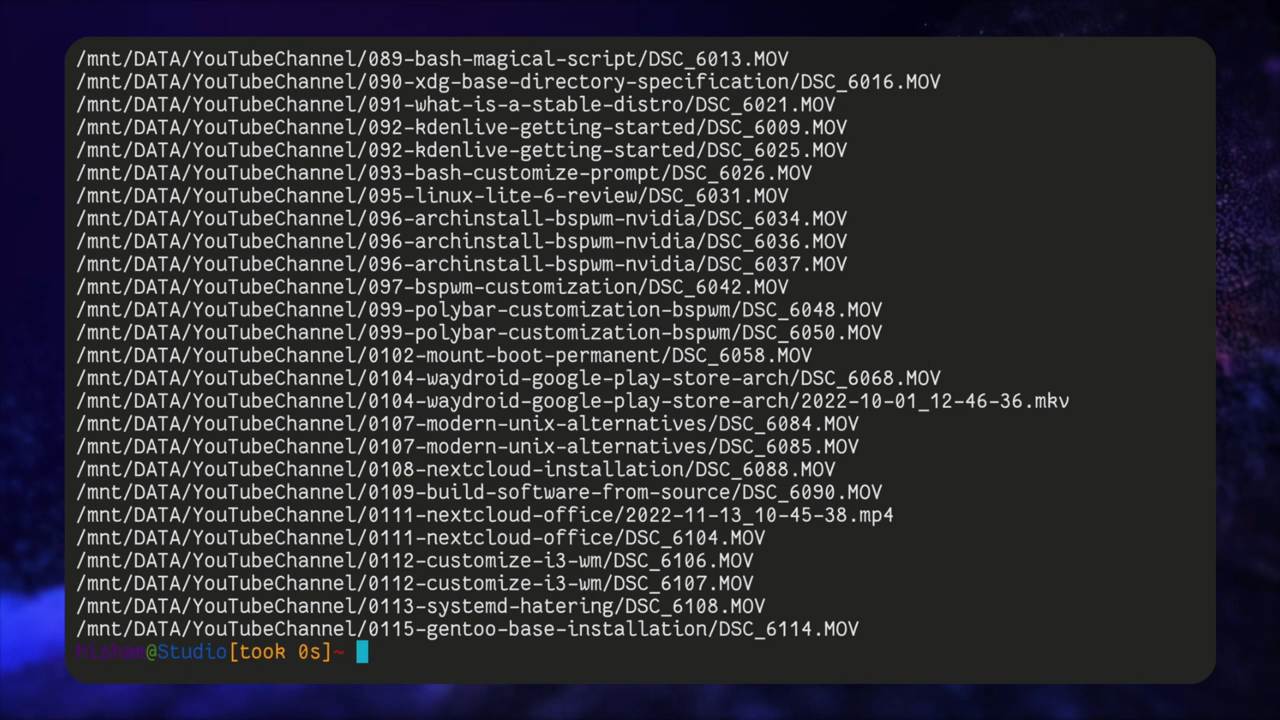 /mnt/DATA/YouTubeChannel/089-bash-magical-script/DSC_6013.MOV
/mnt/DATA/YouTubeChannel/090-xdg-base-directory-specification/DSC_6016.MOV
/mnt/DATA/YouTubeChannel/091-what-is-a-stable-distro/DSC_6021.MOV
/mnt/DATA/YouTubeChannel/092-kdenlive-getting-started/DSC_6009.MOV
/mnt/DATA/YouTubeChannel/092-kdenlive-getting-started/DSC_6025.MOV
/mnt/DATA/YouTubeChannel/093-bash-customize-prompt/DSC_6026.MOV
/mnt/DATA/YouTubeChannel/095-linux-lite-6-review/DSC_6031.MOV
/mnt/DATA/YouTubeChannel/096-archinstall-bspwm-nvidia/DSC_6034.MOV
/mnt/DATA/YouTubeChannel/096-archinstall-bspwm-nvidia/DSC_6036.MOV
/mnt/DATA/YouTubeChannel/096-archinstall-bspwm-nvidia/DSC_6037.MOV
/mnt/DATA/YouTubeChannel/097-bspwm-customization/DSC_6042.MOV
/mnt/DATA/YouTubeChannel/099-polybar-customization-bspwm/DSC_6048.MOV
/mnt/DATA/YouTubeChannel/099-polybar-customization-bspwm/DSC_6050.MOV
/mnt/DATA/YouTubeChannel/0102-mount-boot-permanent/DSC_6058.MOV
/mnt/DATA/YouTubeChannel/0104-waydroid-google-play-store-arch/DSC_6068.MOV
/mnt/DATA/YouTubeChannel/0104-waydroid-google-play-store-arch/2022-10-01_12-46-36.mkv
/mnt/DATA/YouTubeChannel/0107-modern-unix-alternatives/DSC_6084.MOV
/mnt/DATA/YouTubeChannel/0107-modern-unix-alternatives/DSC_6085.MOV
/mnt/DATA/YouTubeChannel/0108-nextcloud-installation/DSC_6088.MOV
/mnt/DATA/YouTubeChannel/0109-build-software-from-source/DSC_6090.MOV
/mnt/DATA/YouTubeChannel/0111-nextcloud-office/2022-11-13_10-45-38.mp4
/mnt/DATA/YouTubeChannel/0111-nextcloud-office/DSC_6104.MOV
/mnt/DATA/YouTubeChannel/0112-customize-i3-wm/DSC_6106.MOV
/mnt/DATA/YouTubeChannel/0112-customize-i3-wm/DSC_6107.MOV
/mnt/DATA/YouTubeChannel/0113-systemd-hatering/DSC_6108.MOV
/mnt/DATA/YouTubeChannel/0115-gentoo-base-installation/DSC_6114.MOV
hisham@Studio[took 0s]~